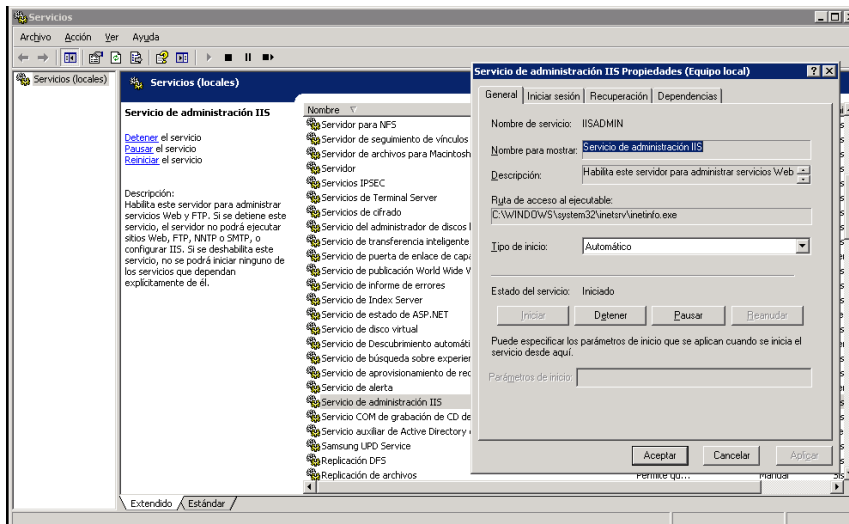 Servicios
Archivo Acción Ver Ayuda
Servicios (locales)
Servicios (locales)
Servicio de administración IIS
Detener el servicio
Pausar el servicio
Reiniciar el servicio
Descripción:
Habilita este servidor para administrar
servicios Web y FTP. Si se detiene este
servicio, el servidor no podrá ejecutar
sitios Web, FTP, NNTP o SMTP, o
configurar IIS. Si se deshabilita este
servicio, no se podrá iniciar ninguno de
los servicios que dependan
explícitamente de él.
Nombre
Servidor para NFS
Servidor de seguimiento de vínculos
Servidor de archivos para Macintosh
Servidor
Servicios IPSEC
Servicios de Terminal Server
Servicios de cifrado
Servicio del administrador de discos
Servicio de transferencia inteligente
Servicio de puerta de enlace de capa
Servicio de publicación World Wide
Servicio de informe de errores
Servicio de Index Server
Servicio de estado de ASP.NET
Servicio de disco virtual
Servicio de Descubrimiento automáti
Servicio de búsqueda sobre experien
Servicio de aprovisionamiento de rec
Servicio de alerta
Servicio de administración IIS
Servicio COM de grabación de CD de
Servicio auxiliar de Active Directory
Samsung UPD Service
Replicación DFS
Replicación de archivos Permite qu... Manual Sis
Extendido Estándar
Servicio de administración IIS Propiedades (Equipo local)
General Iniciar sesión Recuperación Dependencias
Nombre de servicio: IISADMIN
Nombre para mostrar: Servicio de administración IIS
Descripción: Habilita este servidor para administrar servicios Web
Ruta de acceso al ejecutable:
C:\WINDOWS\system32\inetsrv\inetinfo.exe
Tipo de inicio: Automático
Estado del servicio: Iniciado
Iniciar Detener Pausar Reanudar
Puede especificar los parámetros de inicio que se aplican cuando se inicia el
servicio desde aquí.
Parámetros de inicio:
Aceptar Cancelar Aplicar